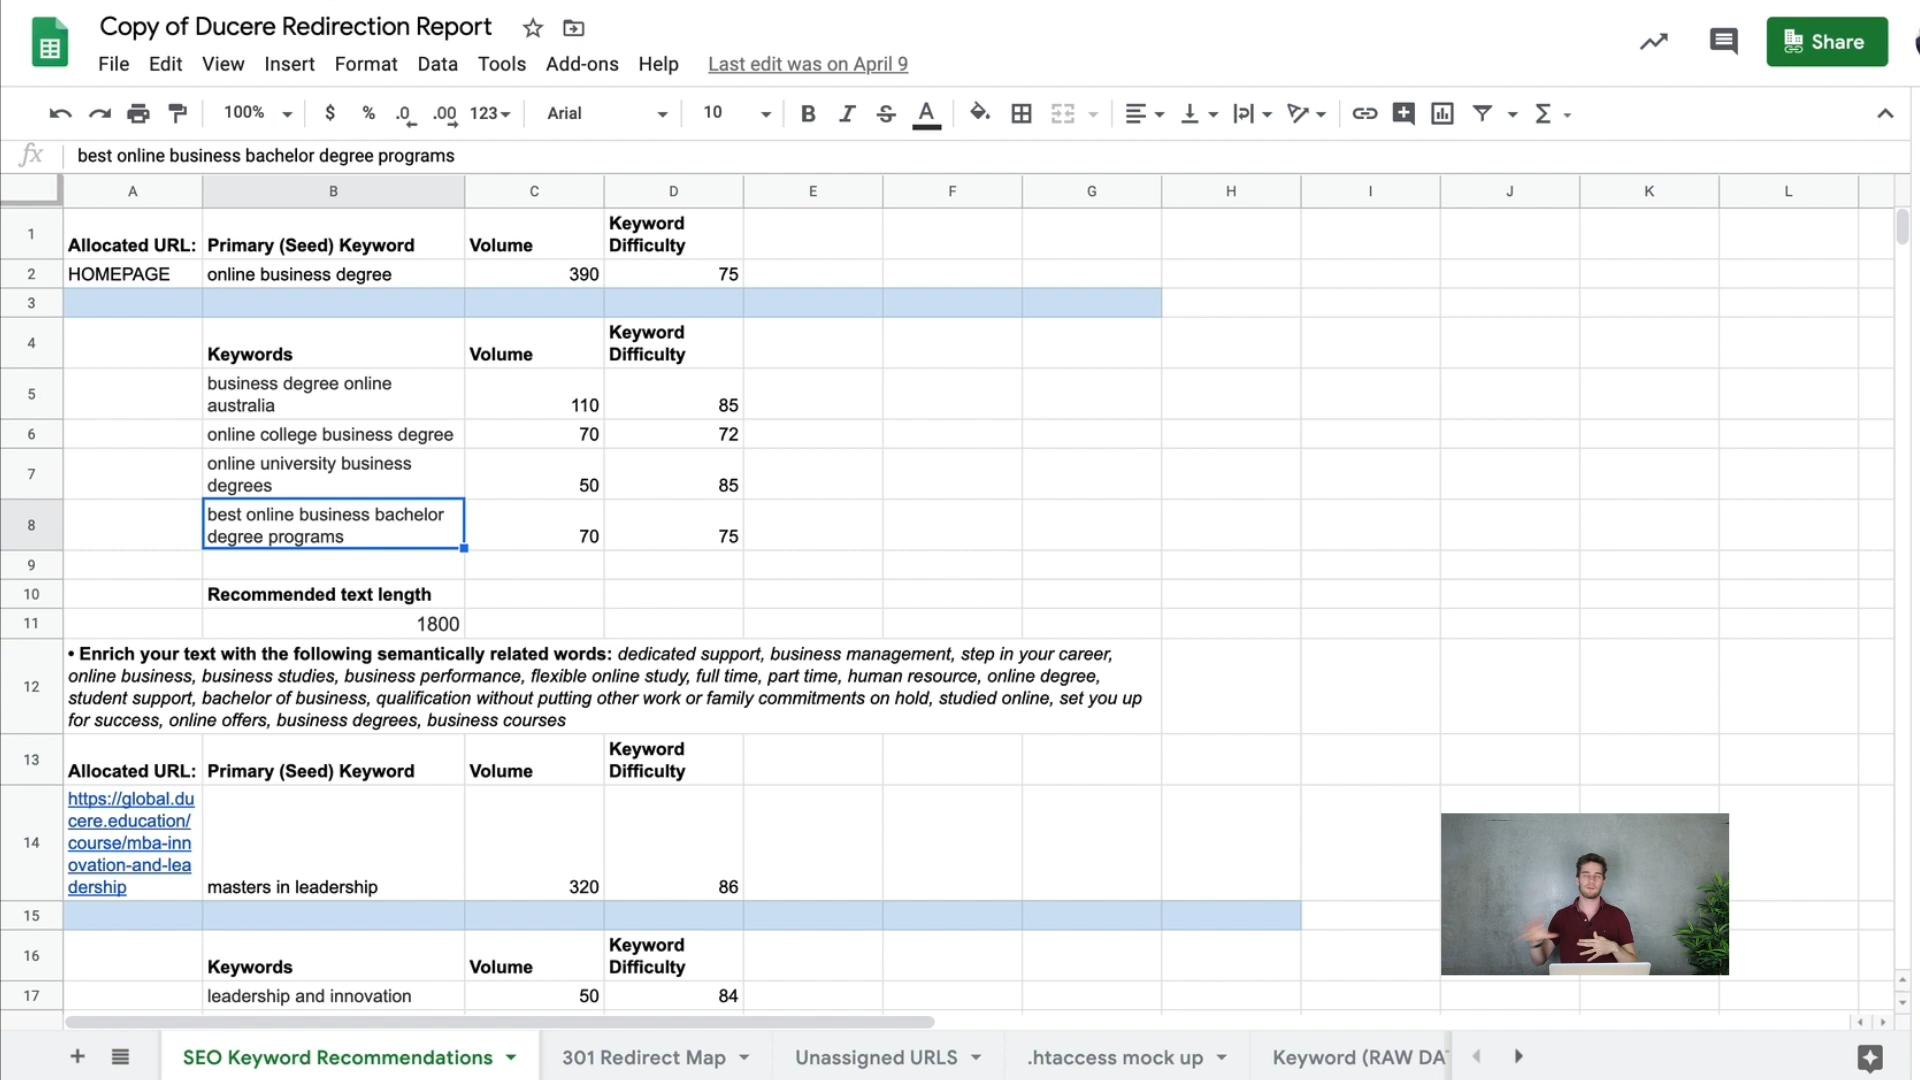 Copy of Ducere Redirection Report
Share
File Edit View Insert Format Data Tools Add-ons Help Last edit was on April 9
100% $ % .0 .00 123 Arial 10 B I S A
fx best online business bachelor degree programs
A B C D E F G H I J K L
1 Allocated URL: Primary (Seed) Keyword Volume Keyword Difficulty
2 HOMEPAGE online business degree 390 75
3
4 Keywords Volume Keyword Difficulty
5 business degree online australia 110 85
6 online college business degree 70 72
7 online university business degrees 50 85
8 best online business bachelor degree programs 70 75
9
10 Recommended text length
11 1800
12 • Enrich your text with the following semantically related words: dedicated support, business management, step in your career,
online business, business studies, business performance, flexible online study, full time, part time, human resource, online degree,
student support, bachelor of business, qualification without putting other work or family commitments on hold, studied online, set you up
for success, online offers, business degrees, business courses
13 Allocated URL: Primary (Seed) Keyword Volume Keyword Difficulty
14 https://global.ducere.education/course/mba-innovation-and-leadership masters in leadership 320 86
15
16 Keywords Volume Keyword Difficulty
17 leadership and innovation 50 84
SEO Keyword Recommendations 301 Redirect Map Unassigned URLS .htaccess mock up Keyword (RAW DA